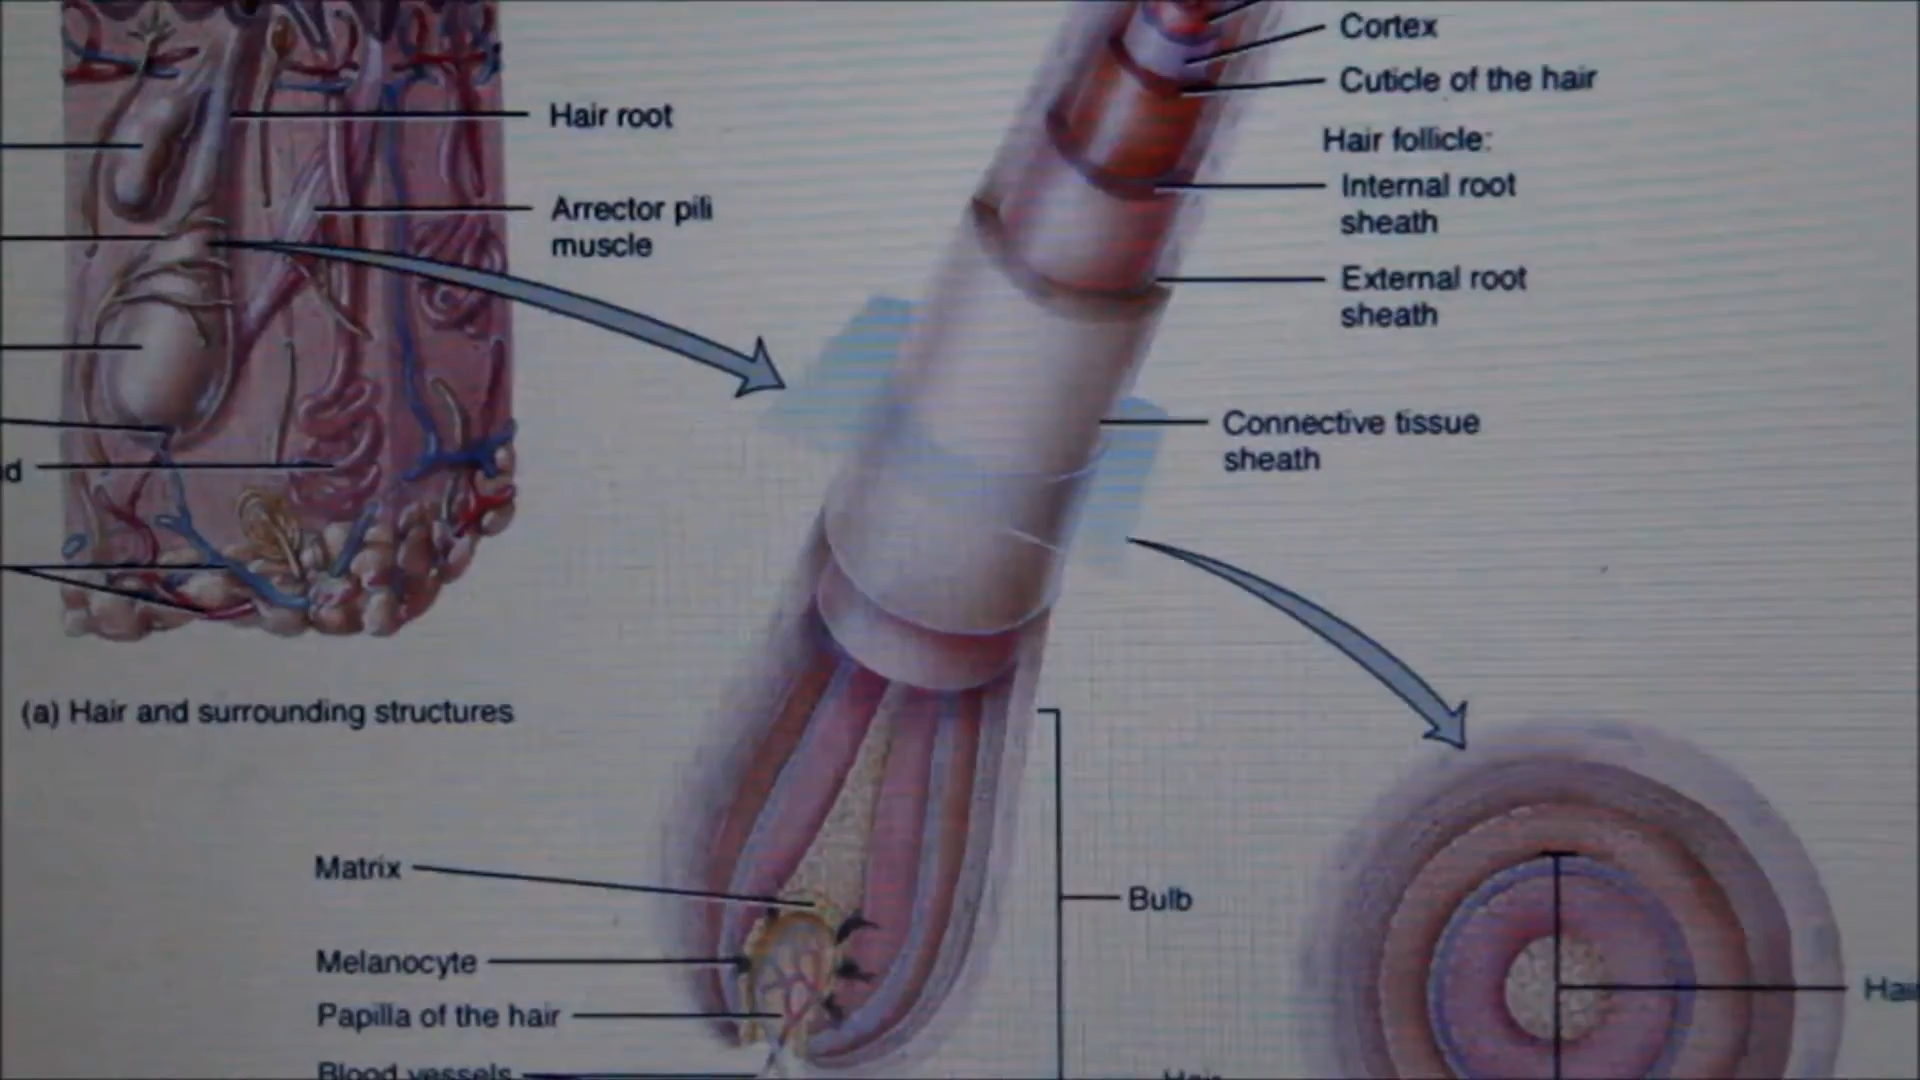 Cortex
Cuticle of the hair
Hair root
Hair follicle:
Internal root
sheath
Arrector pili
muscle
External root
sheath
Connective tissue
sheath
(a) Hair and surrounding structures
Matrix
Bulb
Melanocyte
Papilla of the hair
Blood vessels